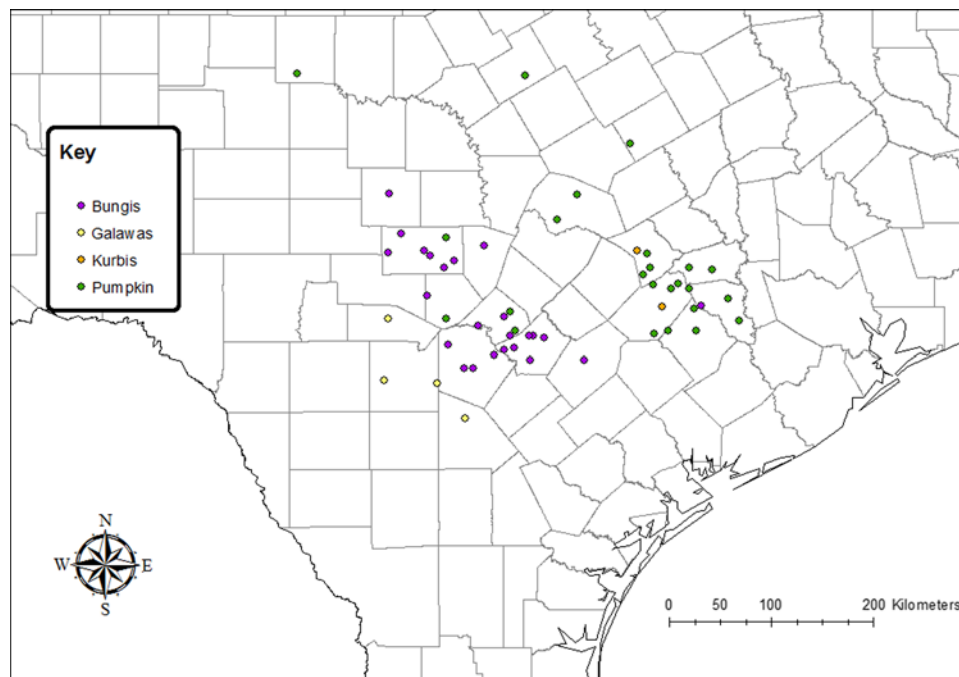 Key
Bungis
Galawas
Kurbis
Pumpkin
N
W E
S
0 50 100 200 Kilometers